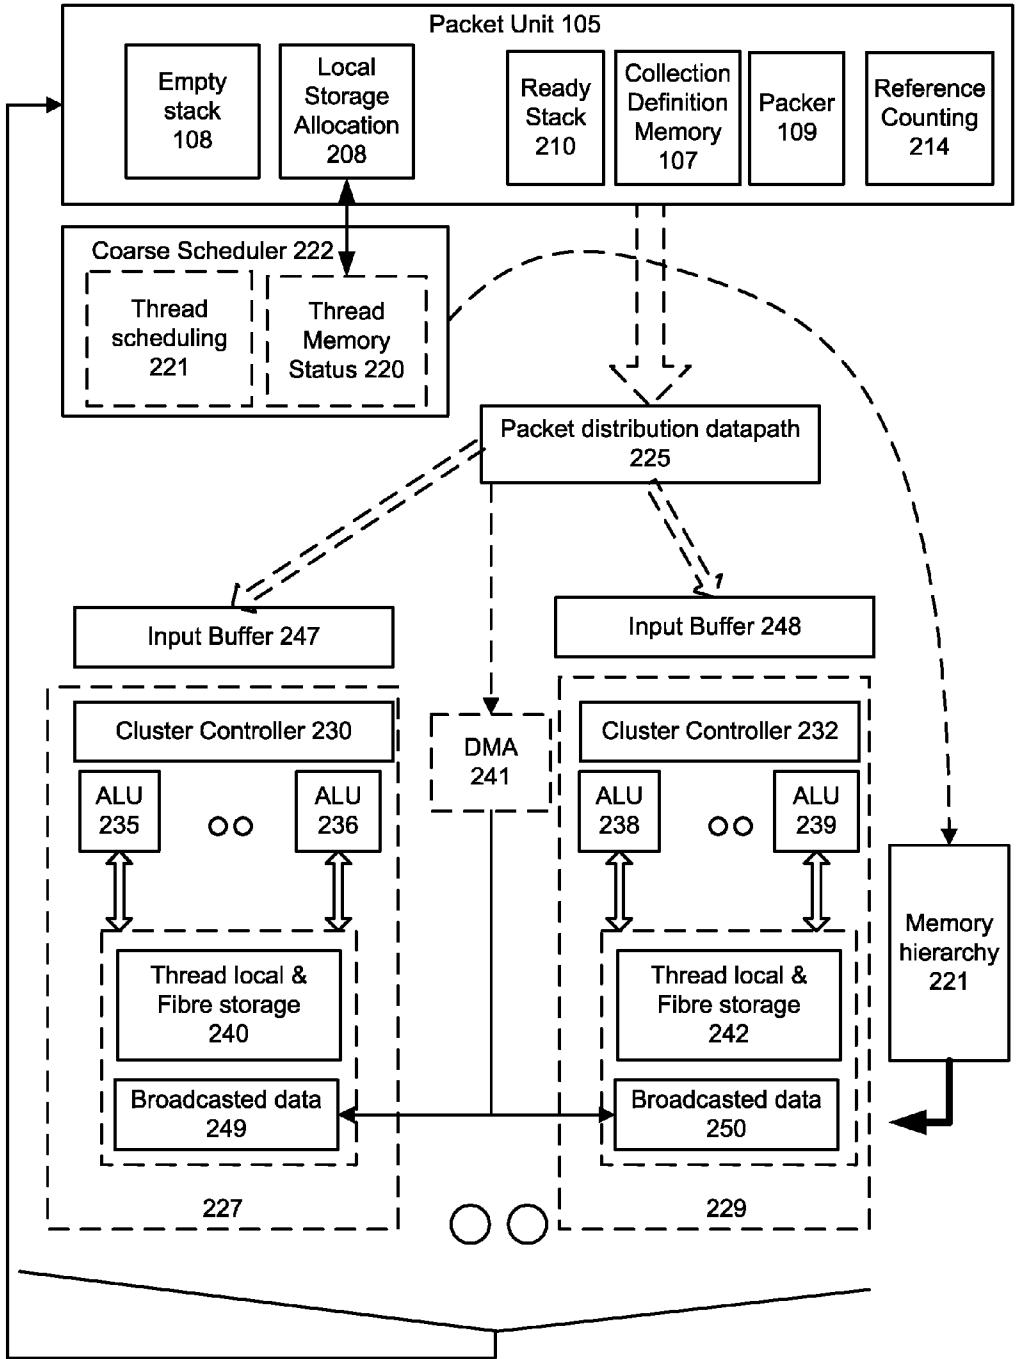 Packet Unit 105
Empty
stack
108
Local
Storage
Allocation
208
Ready
Stack
210
Collection
Definition
Memory
107
Packer
109
Reference
Counting
214
Coarse Scheduler 222
Thread
scheduling
221
Thread
Memory
Status 220
Packet distribution datapath
225
Input Buffer 247
Input Buffer 248
Cluster Controller 230
ALU
235
ALU
236
Thread local &
Fibre storage
240
Broadcasted data
249
227
DMA
241
Cluster Controller 232
ALU
238
ALU
239
Thread local &
Fibre storage
242
Broadcasted data
250
229
Memory
hierarchy
221